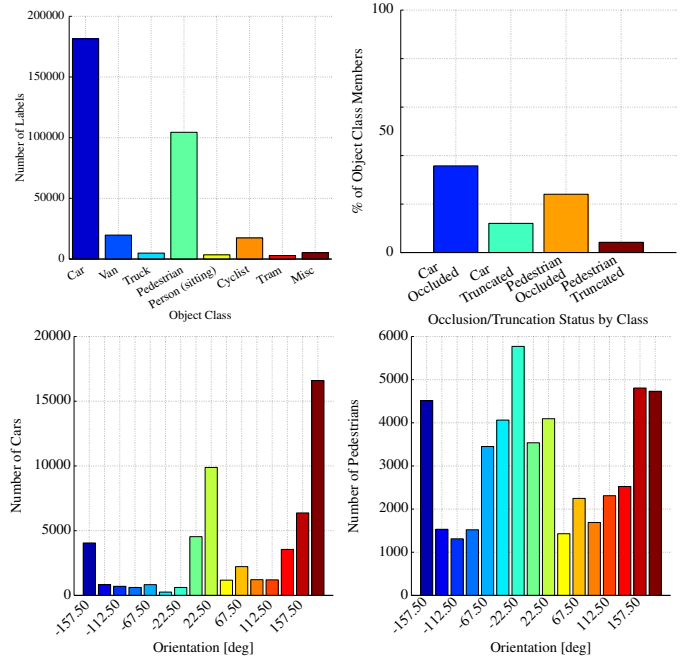 200000
150000
100000
50000
0
Number of Labels
Car
Van
Truck
Pedestrian
Person (sitting)
Cyclist
Tram
Misc
Object Class
100
50
0
% of Object Class Members
Car
Occluded
Car
Truncated
Pedestrian
Occluded
Pedestrian
Truncated
Occlusion/Truncation Status by Class
20000
15000
10000
5000
0
Number of Cars
-157.50
-112.50
-67.50
-22.50
22.50
67.50
112.50
157.50
Orientation [deg]
6000
5000
4000
3000
2000
1000
0
Number of Pedestrians
-157.50
-112.50
-67.50
-22.50
22.50
67.50
112.50
157.50
Orientation [deg]